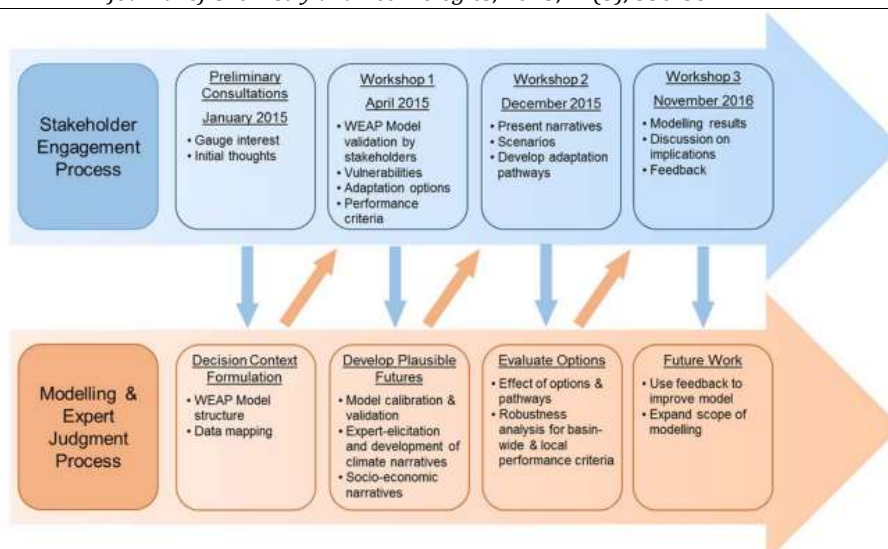 Stakeholder
Engagement
Process
Preliminary
Consultations
January 2015
• Gauge interest
• Initial thoughts
Workshop 1
April 2015
• WEAP Model
validation by
stakeholders
• Vulnerabilities
• Adaptation options
• Performance
criteria
Workshop 2
December 2015
• Present narratives
• Scenarios
• Develop adaptation
pathways
Workshop 3
November 2016
• Modelling results
• Discussion on
implications
• Feedback
Modelling &
Expert
Judgment
Process
Decision Context
Formulation
• WEAP Model
structure
• Data mapping
Develop Plausible
Futures
• Model calibration &
validation
• Expert-elicitation
and development of
climate narratives
• Socio-economic
narratives
Evaluate Options
• Effect of options &
pathways
• Robustness
analysis for basin-
wide & local
performance criteria
Future Work
• Use feedback to
improve model
• Expand scope of
modelling